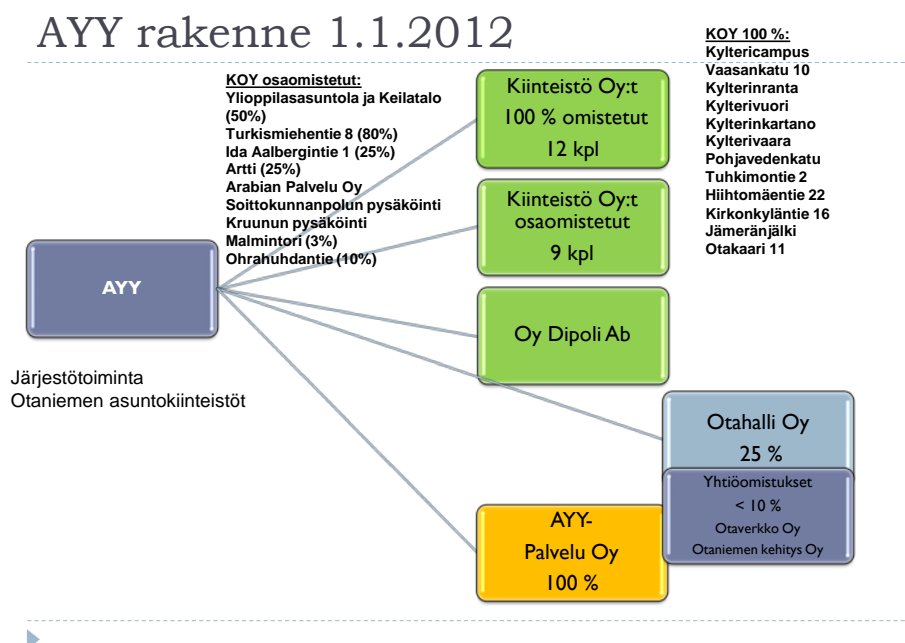 AYY rakenne 1.1.2012
KOY osaomistetut:
Ylioppilasasuntola ja Keilatalo
(50%)
Turkismiehentie 8 (80%)
Ida Aalbergintie 1 (25%)
Artti (25%)
Arabian Palvelu Oy
Soittokunnanpolun pysäköinti
Kruunun pysäköinti
Malmintori (3%)
Ohrahuhdantie (10%)
KOY 100 %:
Kyltericampus
Vaasankatu 10
Kylterinranta
Kylterivuori
Kylterinkartano
Kylterivaara
Pohjavedenkatu
Tuhkimontie 2
Hiihtomäentie 22
Kirkonkyläntie 16
Jämeränjälki
Otakaari 11
AYY
Järjestötoiminta
Otaniemen asuntokiinteistöt
Kiinteistö Oy:t
100 % omistetut
12 kpl
Kiinteistö Oy:t
osaomistetut
9 kpl
Oy Dipoli Ab
Otahalli Oy
25 %
Yhtiöomistukset
< 10 %
Otaverkko Oy
Otaniemen kehitys Oy
AYY-
Palvelu Oy
100 %